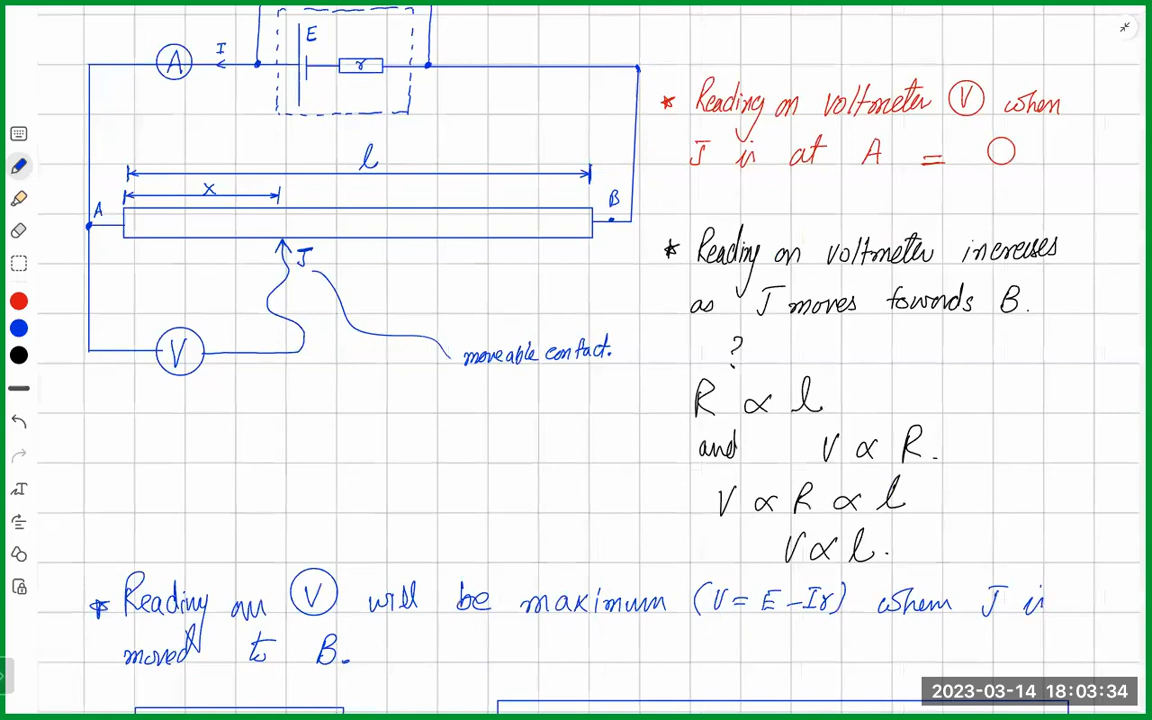 E
I
A
r
l
x
A
B
J
V
moveable contact.
* Reading on voltmeter V when
J is at A = O
* Reading on voltmeter increases
as J moves towards B.
?
R ∝ l
and V ∝ R.
V ∝ R ∝ l
V ∝ l.
* Reading on V will be maximum (V = E - Ir) when J is
moved to B.
2023-03-14 18:03:34